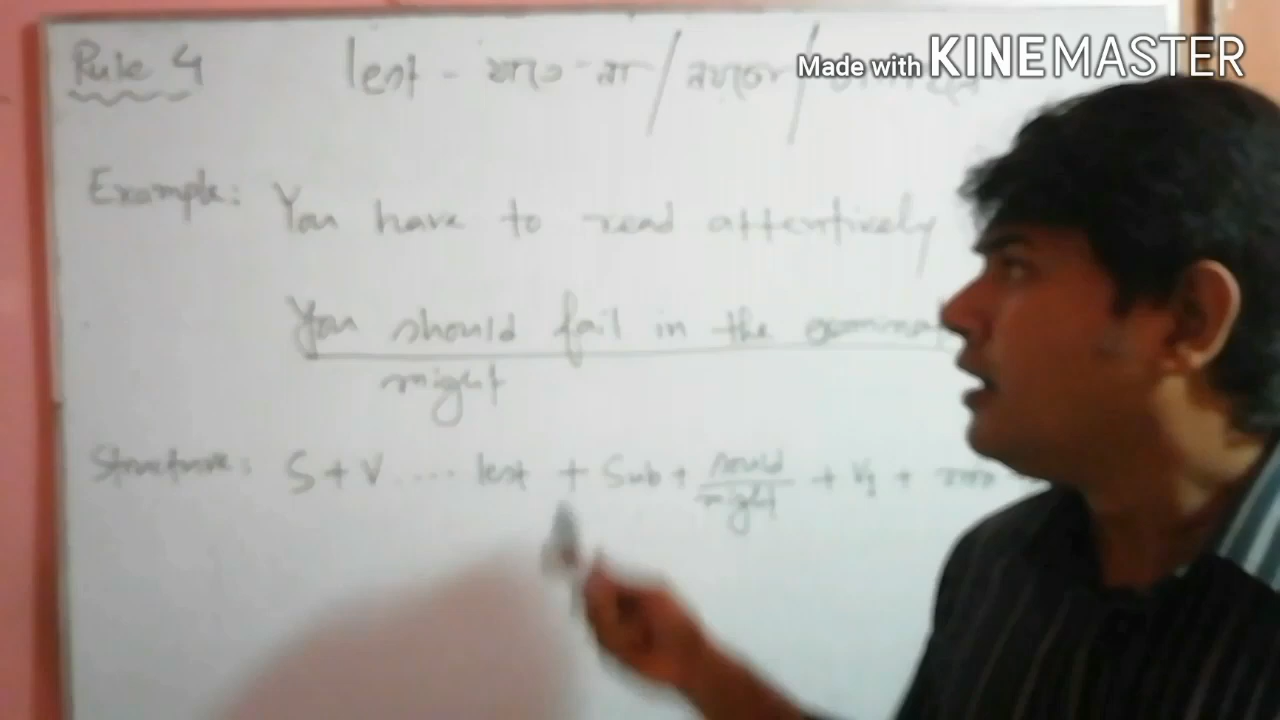 Rule 4 lest - যাতে-না / নতুবা /
Made with KINEMASTER
Example: You have to read attentively
You should fail in the
might
Structure: S + V .... lest + Sub + should + V1 +
might